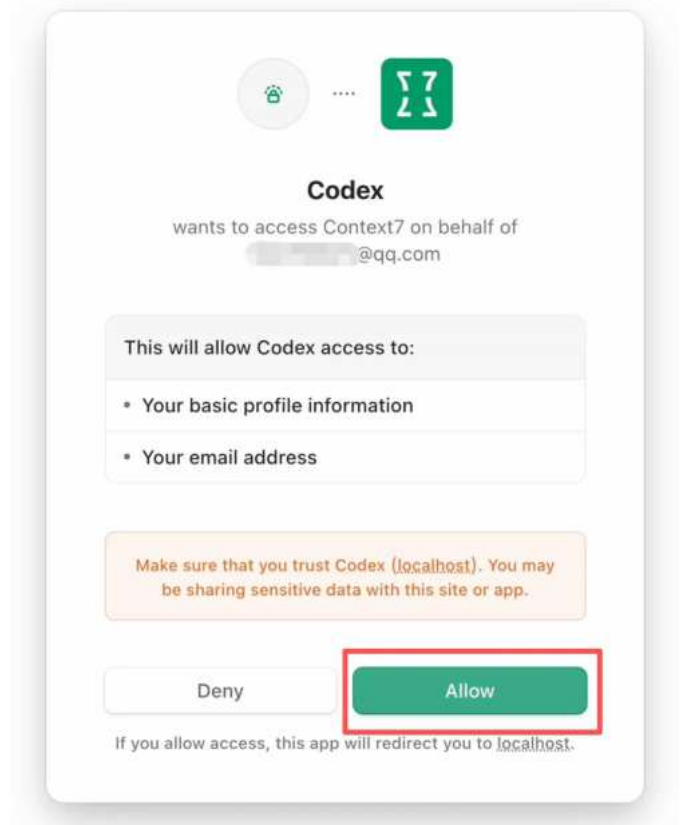 Codex
wants to access Context7 on behalf of
@qq.com
This will allow Codex access to:
• Your basic profile information
• Your email address
Make sure that you trust Codex (localhost). You may
be sharing sensitive data with this site or app.
Deny
Allow
If you allow access, this app will redirect you to localhost.